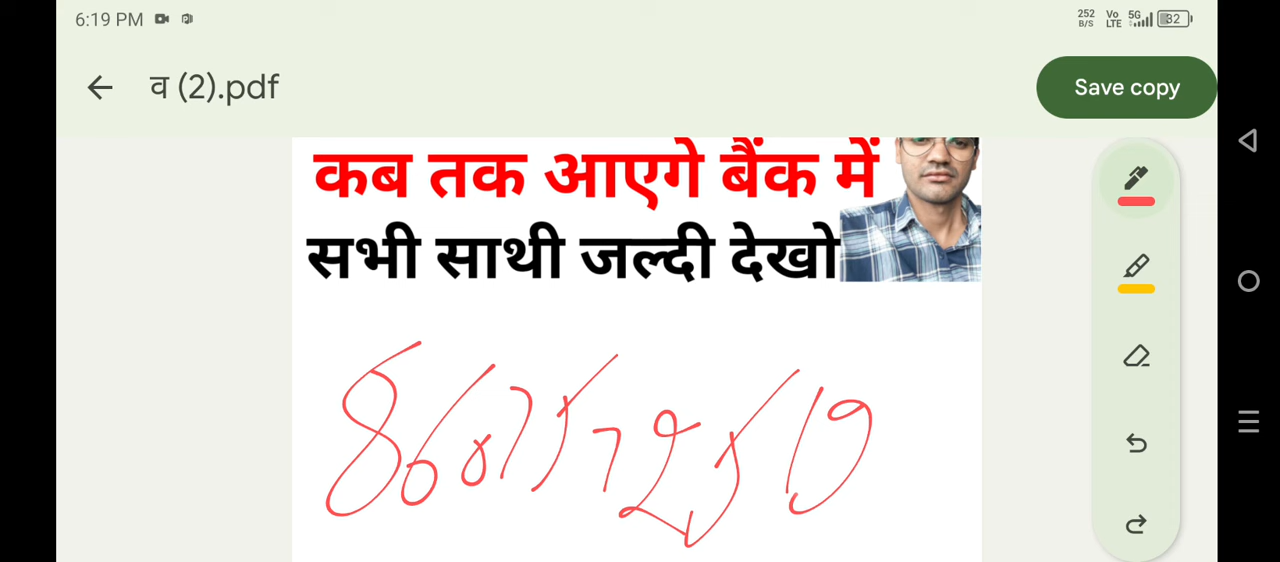 6:19 PM
252 B/S Vo LTE 5G 32
व (2).pdf
Save copy
कब तक आएगे बैंक में
सभी साथी जल्दी देखो